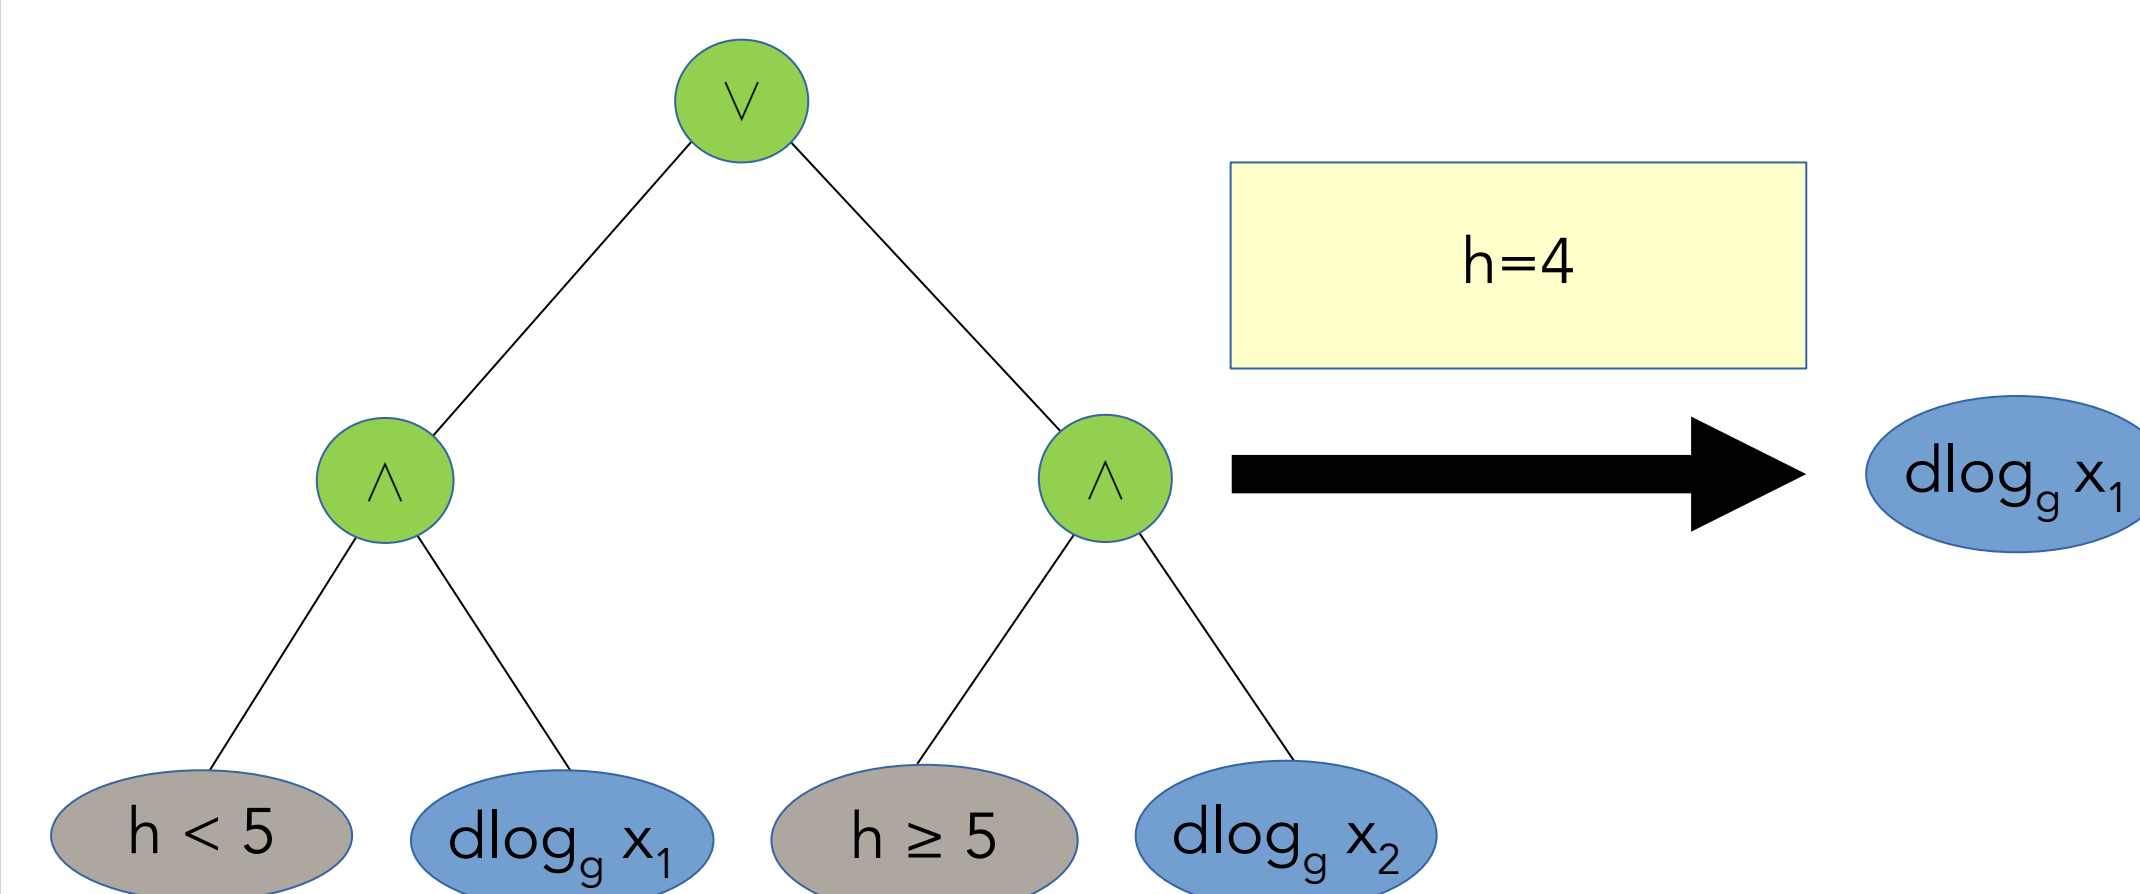 ∨
h=4
∧
∧
dlog_g x_1
h < 5
dlog_g x_1
h ≥ 5
dlog_g x_2